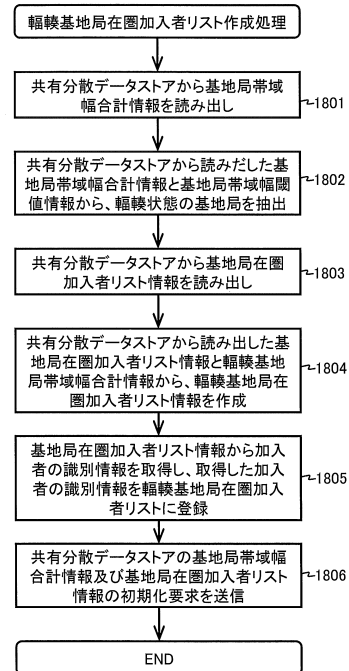 輻輳基地局在圏加入者リスト作成処理
共有分散データストアから基地局帯域
幅合計情報を読み出し
1801
共有分散データストアから読みだした基
地局帯域幅合計情報と基地局帯域幅閾
値情報から、輻輳状態の基地局を抽出
1802
共有分散データストアから基地局在圏
加入者リスト情報を読み出し
1803
共有分散データストアから読み出した基
地局在圏加入者リスト情報と輻輳基地
局帯域幅合計情報から、輻輳基地局在
圏加入者リスト情報を作成
1804
基地局在圏加入者リスト情報から加入
者の識別情報を取得し、取得した加入
者の識別情報を輻輳基地局在圏加入
者リストに登録
1805
共有分散データストアの基地局帯域幅
合計情報及び基地局在圏加入者リスト
情報の初期化要求を送信
1806
END